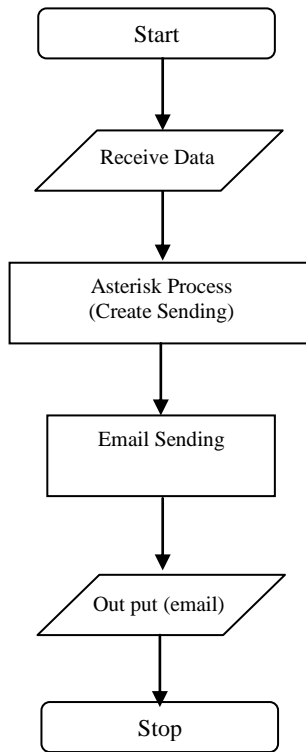 Start
Receive Data
Asterisk Process
(Create Sending)
Email Sending
Out put (email)
Stop